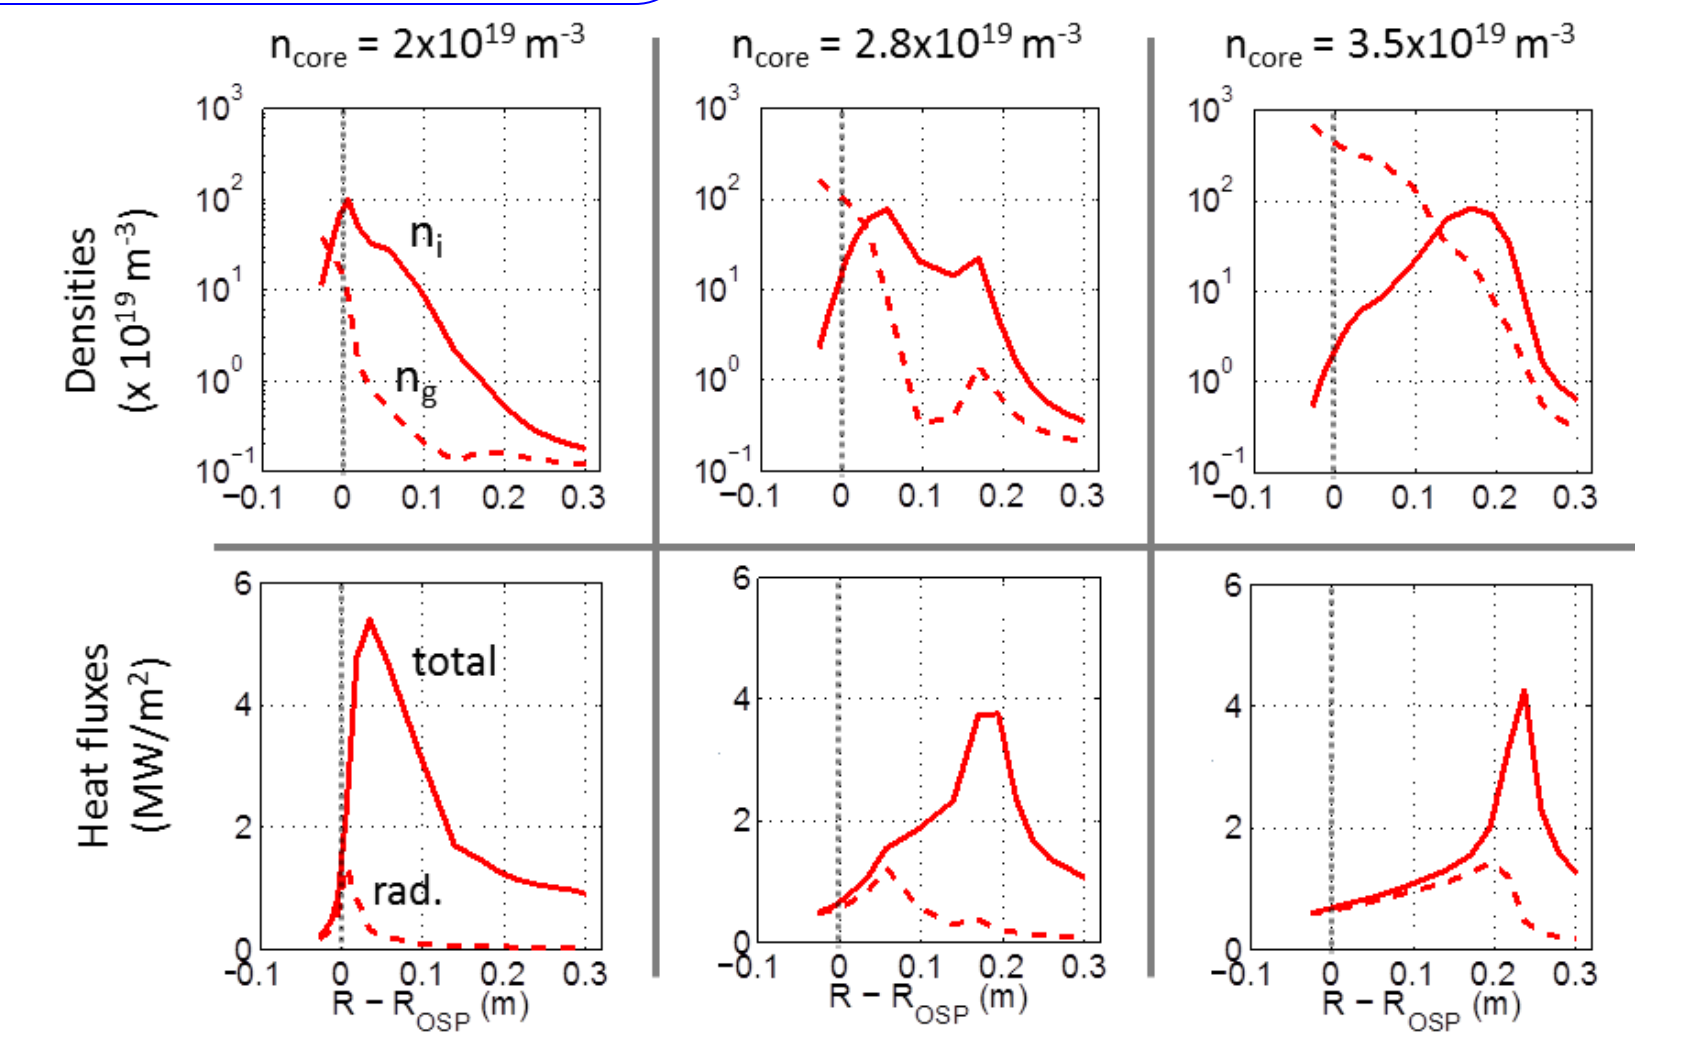 n_core = 2x10^19 m^-3
n_core = 2.8x10^19 m^-3
n_core = 3.5x10^19 m^-3
Densities
(x 10^19 m^-3)
10^3
10^2
10^1
10^0
10^−1
n_i
n_g
−0.1 0 0.1 0.2 0.3
10^3
10^2
10^1
10^0
10^−1
−0.1 0 0.1 0.2 0.3
10^3
10^2
10^1
10^0
10^−1
−0.1 0 0.1 0.2 0.3
Heat fluxes
(MW/m^2)
6
4
2
0
total
rad.
−0.1 0 0.1 0.2 0.3
R − R_OSP (m)
6
4
2
0
−0.1 0 0.1 0.2 0.3
R − R_OSP (m)
6
4
2
0
−0.1 0 0.1 0.2 0.3
R − R_OSP (m)